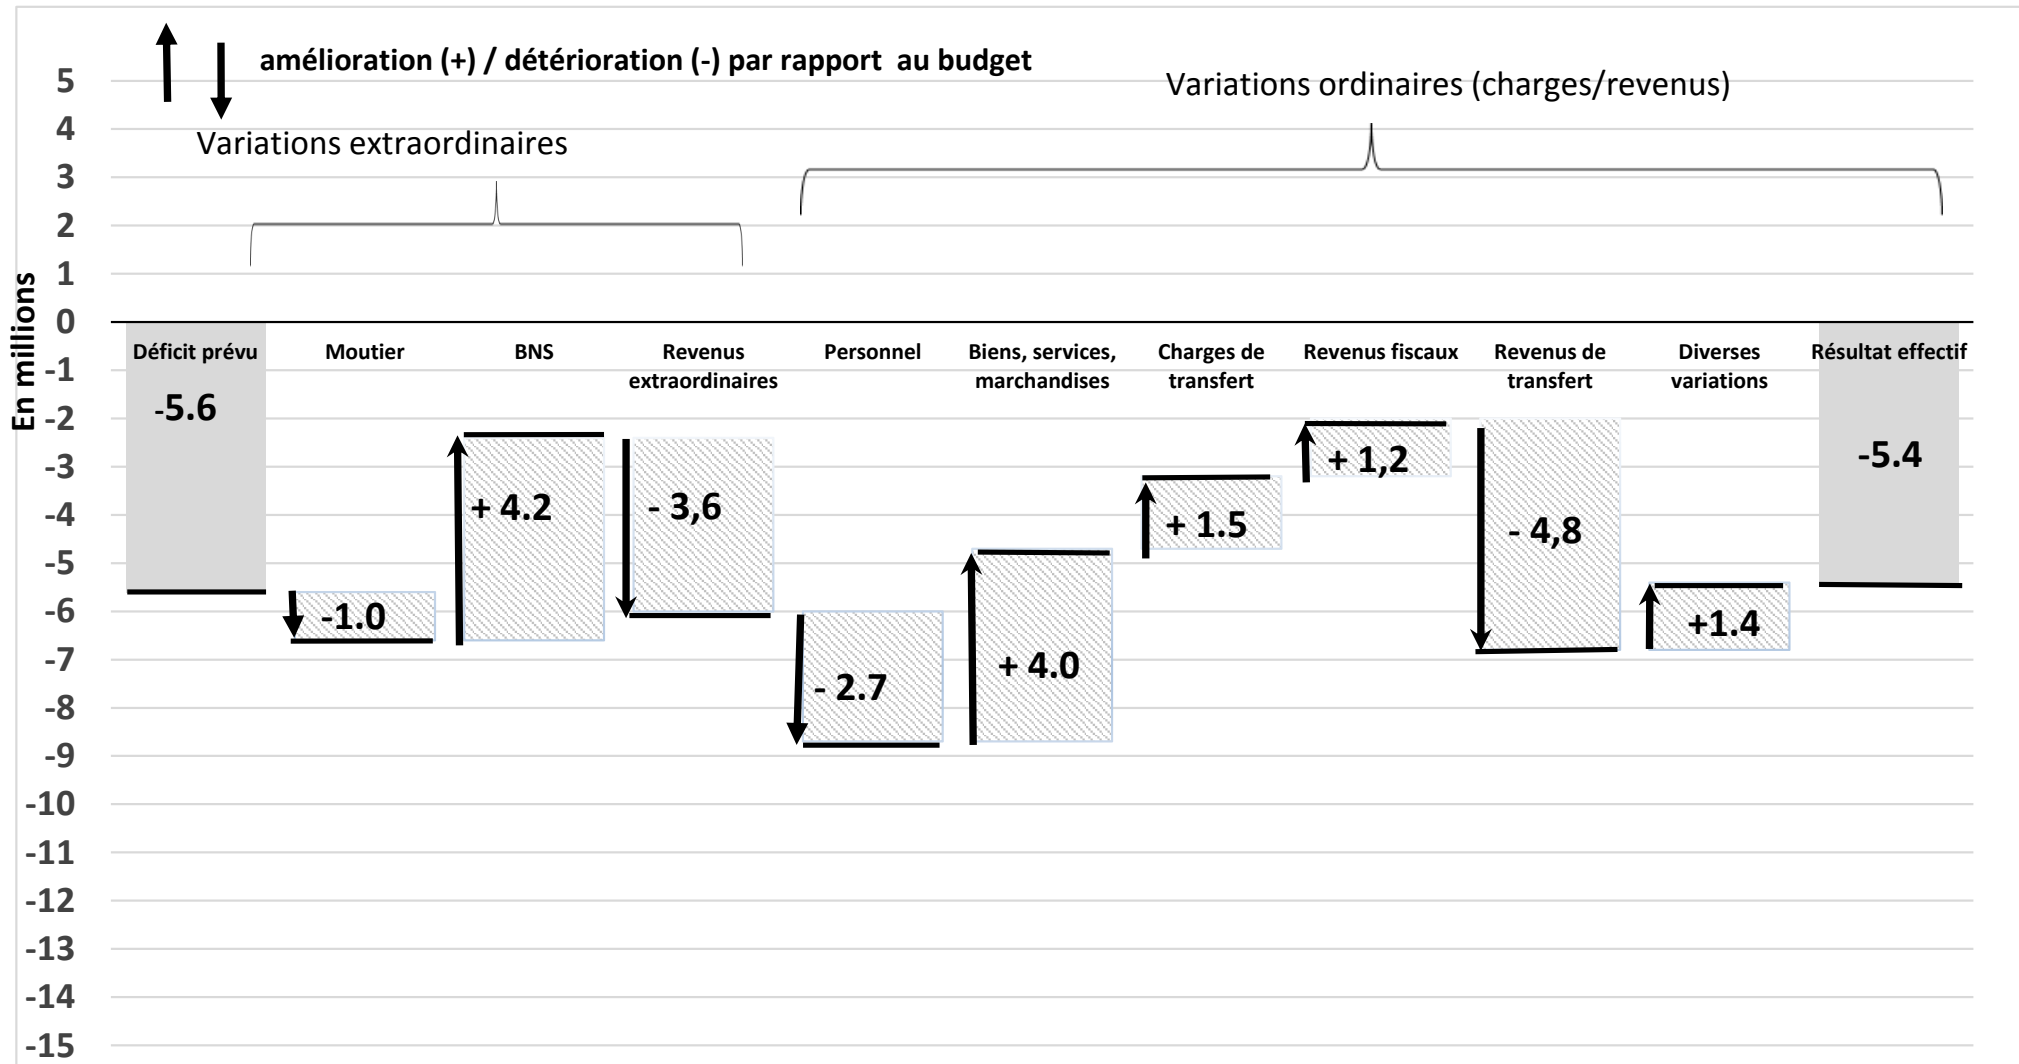 amélioration (+) / détérioration (-) par rapport au budget
Variations ordinaires (charges/revenus)
Variations extraordinaires
En millions
5
4
3
2
1
0
-1
-2
-3
-4
-5
-6
-7
-8
-9
-10
-11
-12
-13
-14
-15
Déficit prévu
Moutier
BNS
Revenus
extraordinaires
Personnel
Biens, services,
marchandises
Charges de
transfert
Revenus fiscaux
Revenus de
transfert
Diverses
variations
Résultat effectif
-5.6
-1.0
+ 4.2
- 3,6
- 2.7
+ 4.0
+ 1.5
+ 1,2
- 4,8
+1.4
-5.4